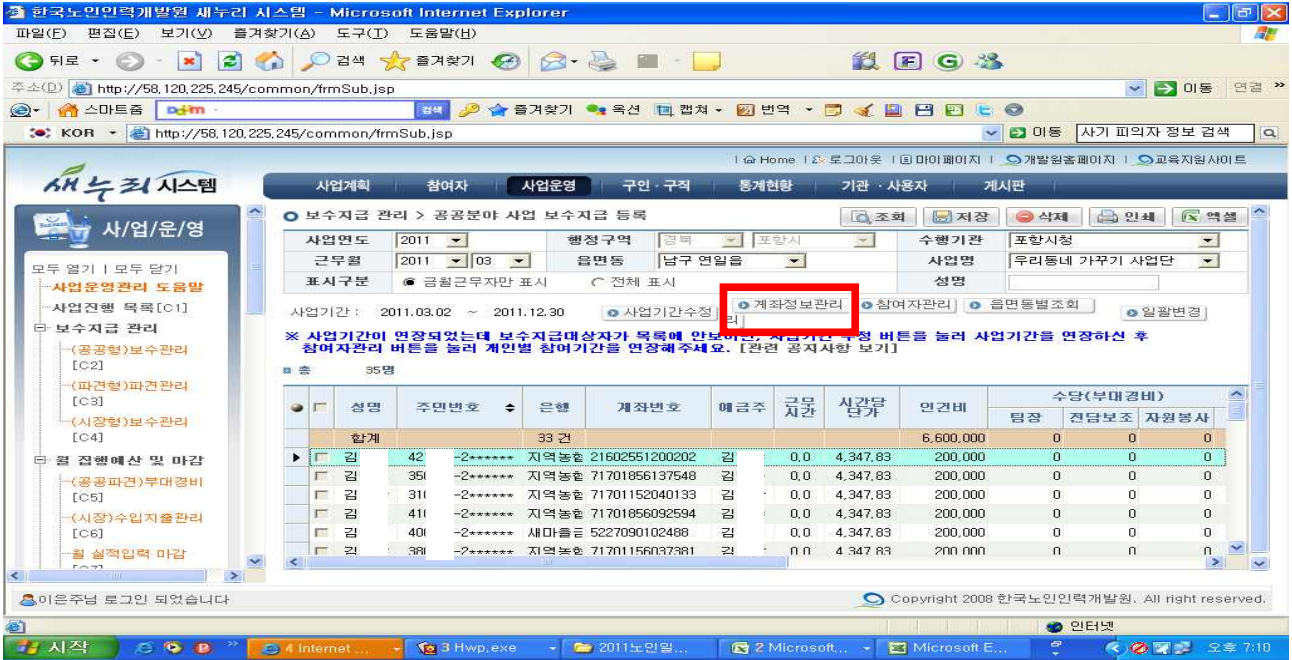 한국노인인력개발원 새누리 시스템 - Microsoft Internet Explorer
파일(F) 편집(E) 보기(V) 즐겨찾기(A) 도구(T) 도움말(H)
뒤로 검색 즐겨찾기
주소(D) http://58.120.225.245/common/frmSub.jsp 이동 연결 »
스마트줌 검색 즐겨찾기 옥션 캡쳐 번역
KOR http://58.120.225.245/common/frmSub.jsp 이동 사기 피의자 정보 검색
| Home | 로그아웃 | 마이페이지 | 개발원홈페이지 | 교육지원사이트
새누리 시스템 사업계획 참여자 사업운영 구인·구직 통계현황 기관·사용자 게시판
사/업/운/영
모두 열기 | 모두 닫기
사업운영관리 도움말
사업진행 목록[C1]
보수지급 관리
(공공형)보수관리
[C2]
(파견형)파견관리
[C3]
(시장형)보수관리
[C4]
월 집행예산 및 마감
(공공파견)부대경비
[C5]
(시장)수입지출관리
[C6]
월 실적입력 마감
보수지급 관리 > 공공분야 사업 보수지급 등록 조회 저장 삭제 인쇄 엑셀
사업연도 2011 행정구역 경북 포항시 수행기관 포항시청
근무월 2011 03 읍면동 남구 연일읍 사업명 우리동네 가꾸기 사업단
표시구분 금월근무자만 표시 전체 표시 성명
사업기간 : 2011.03.02 ~ 2011.12.30 사업기간수정 계좌정보관리 참여자관리 읍면동별조회 일괄변경
※ 사업기간이 연장되었는데 보수지급대상자가 목록에 버튼을 눌러 사업기간을 연장하신 후
참여자관리 버튼을 눌러 개인별 참여기간을 연장해주세요. [관련 공지사항 보기]
총 35명
성명 주민번호 은행 계좌번호 예금주 근무시간 시간당단가 인건비 수당(부대경비)
팀장 전담보조 자원봉사
합계 33 건 6,600,000 0 0 0
김 42 -2****** 지역농협 21602551200202 김 0.0 4,347.83 200,000 0 0 0
김 350 -2****** 지역농협 71701856137548 김 0.0 4,347.83 200,000 0 0 0
김 310 -2****** 지역농협 71701152040133 김 0.0 4,347.83 200,000 0 0 0
김 41 -2****** 지역농협 71701856092594 김 0.0 4,347.83 200,000 0 0 0
김 400 -2****** 새마을금 5227090102488 김 0.0 4,347.83 200,000 0 0 0
김 380 -2****** 지역농협 71701156037381 김 0.0 4,347.83 200,000 0 0 0
이은주님 로그인 되었습니다 Copyright 2008 한국노인인력개발원. All right reserved.
인터넷
시작 4 Internet ... 3 Hwp.exe 2011노인일... 2 Microsoft... Microsoft E... 오후 7:10